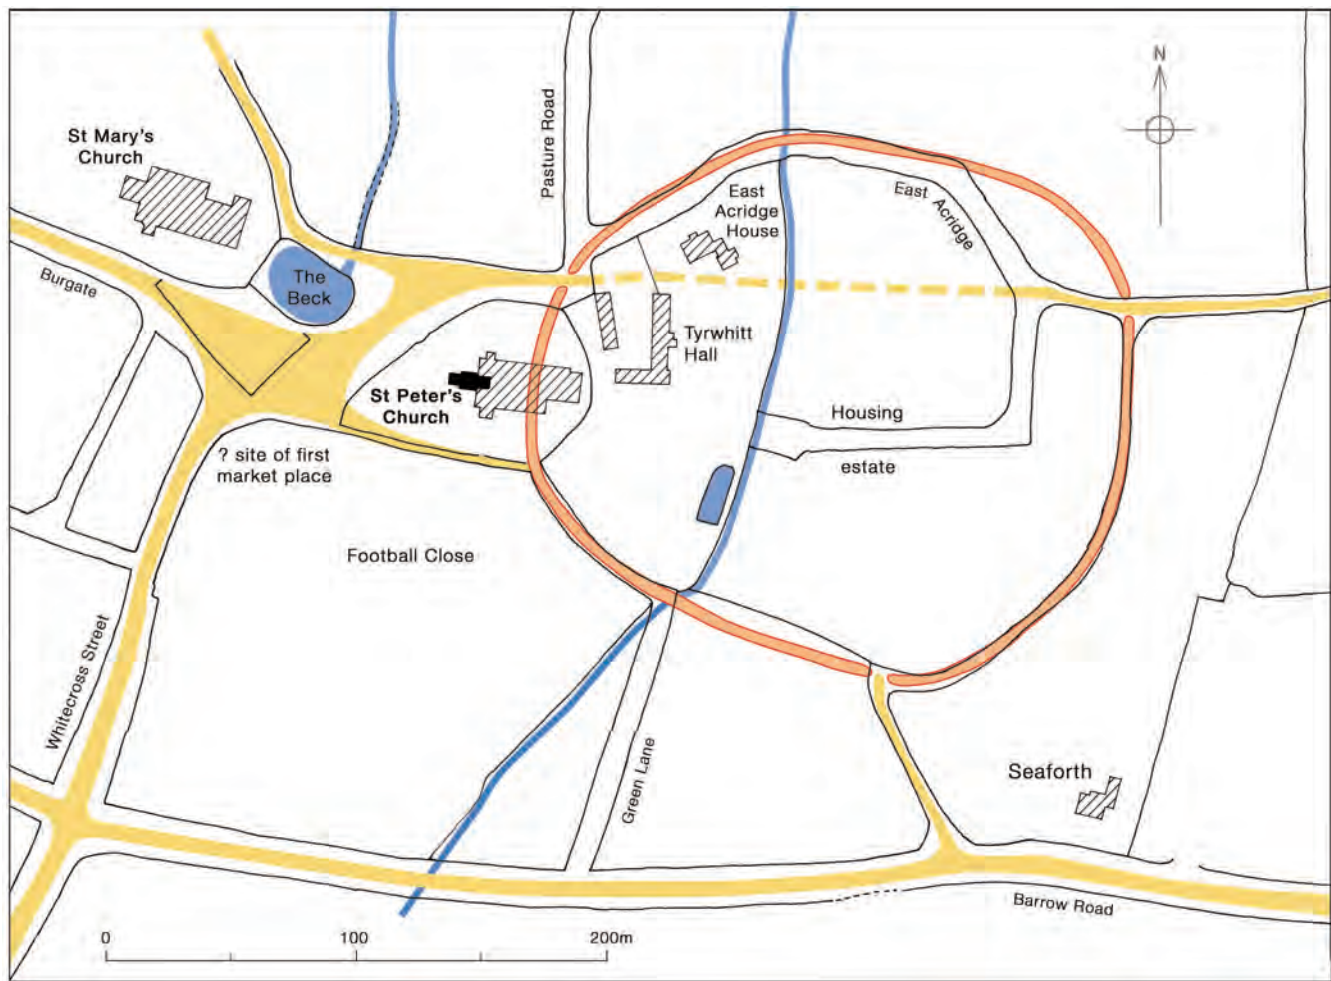 N
St Mary's
Church
Pasture Road
East
Acridge
House
East Acridge
The
Beck
Burgate
Tyrwhitt
Hall
St Peter's
Church
Housing
estate
? site of first
market place
Football Close
Whitecross Street
Green Lane
Seaforth
Barrow Road
0
100
200m